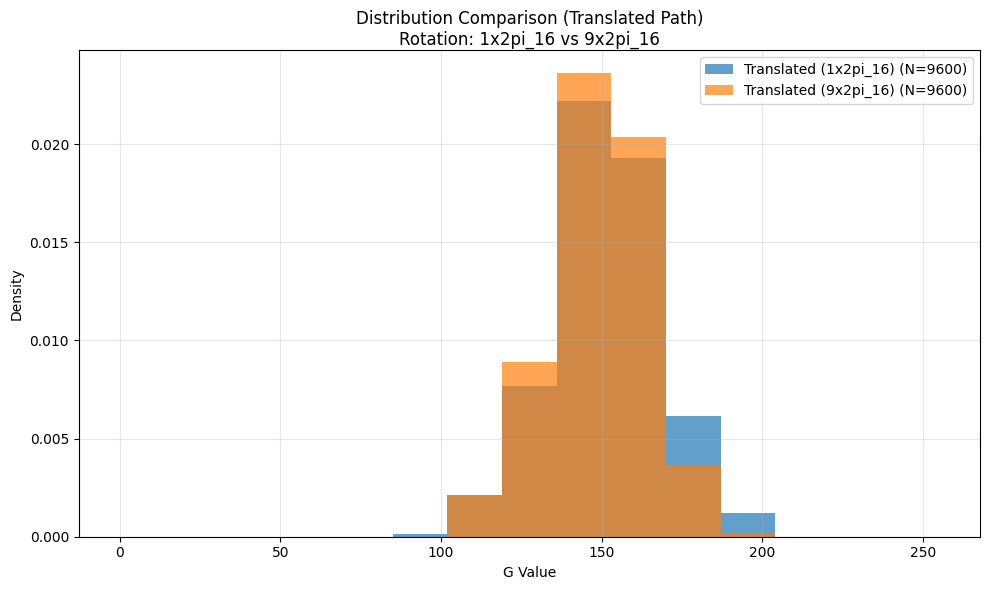 Distribution Comparison (Translated Path)
Rotation: 1x2pi_16 vs 9x2pi_16
Translated (1x2pi_16) (N=9600)
Translated (9x2pi_16) (N=9600)
Density
0.020
0.015
0.010
0.005
0.000
0 50 100 150 200 250
G Value